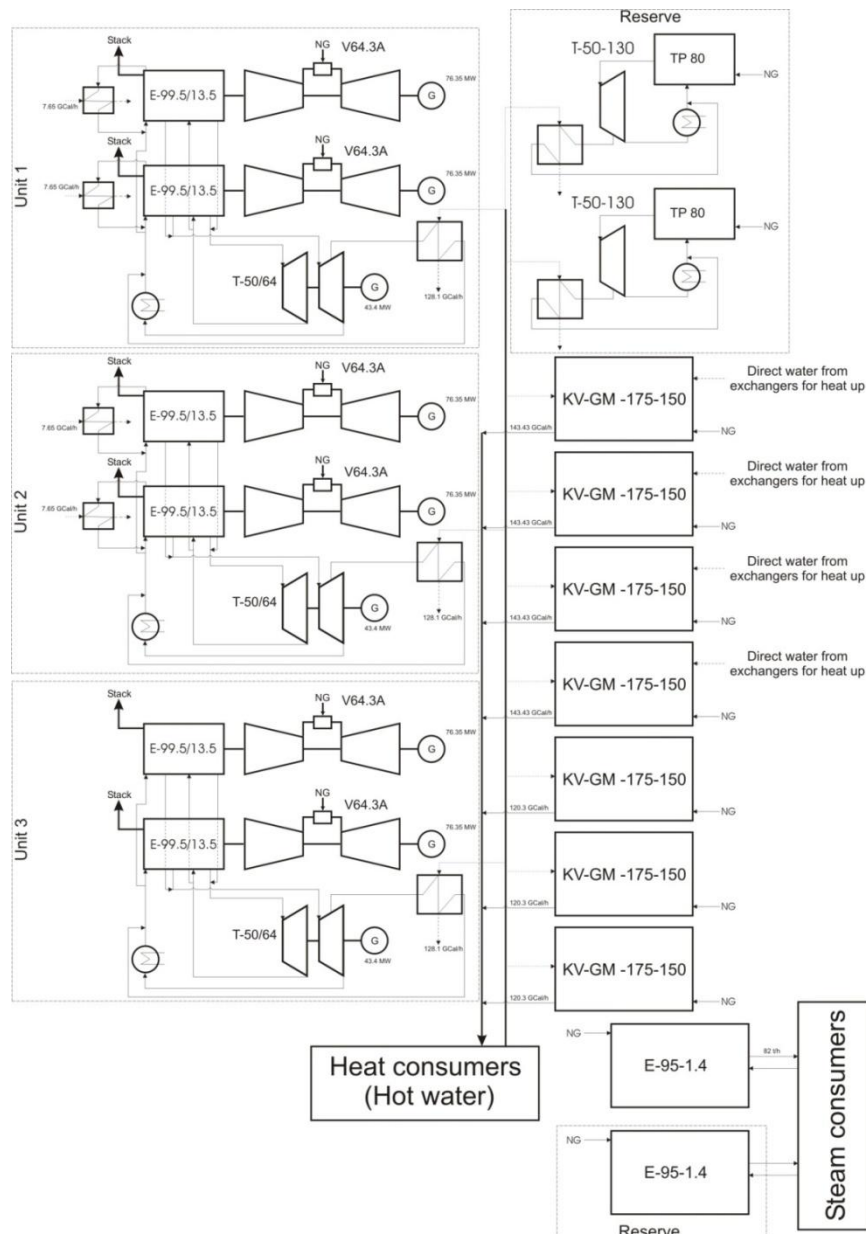 Unit 1
Stack
NG
V64.3A
E-99.5/13.5
G
76.35 MW
7.65 GCal/h
Stack
NG
V64.3A
E-99.5/13.5
G
76.35 MW
7.65 GCal/h
T-50/64
G
43.4 MW
128.1 GCal/h
Unit 2
Stack
NG
V64.3A
E-99.5/13.5
G
76.35 MW
7.65 GCal/h
Stack
NG
V64.3A
E-99.5/13.5
G
76.35 MW
7.65 GCal/h
T-50/64
G
43.4 MW
128.1 GCal/h
Unit 3
Stack
NG
V64.3A
E-99.5/13.5
G
76.35 MW
Stack
NG
V64.3A
E-99.5/13.5
G
76.35 MW
T-50/64
G
43.4 MW
128.1 GCal/h
Reserve
T-50-130
TP 80
NG
T-50-130
TP 80
NG
KV-GM -175-150
Direct water from
exchangers for heat up
NG
143.43 GCal/h
KV-GM -175-150
Direct water from
exchangers for heat up
NG
143.43 GCal/h
KV-GM -175-150
Direct water from
exchangers for heat up
NG
143.43 GCal/h
KV-GM -175-150
Direct water from
exchangers for heat up
NG
143.43 GCal/h
KV-GM -175-150
NG
120.3 GCal/h
KV-GM -175-150
NG
120.3 GCal/h
KV-GM -175-150
NG
120.3 GCal/h
Heat consumers
(Hot water)
NG
E-95-1.4
82 t/h
NG
E-95-1.4
Reserve
Steam consumers